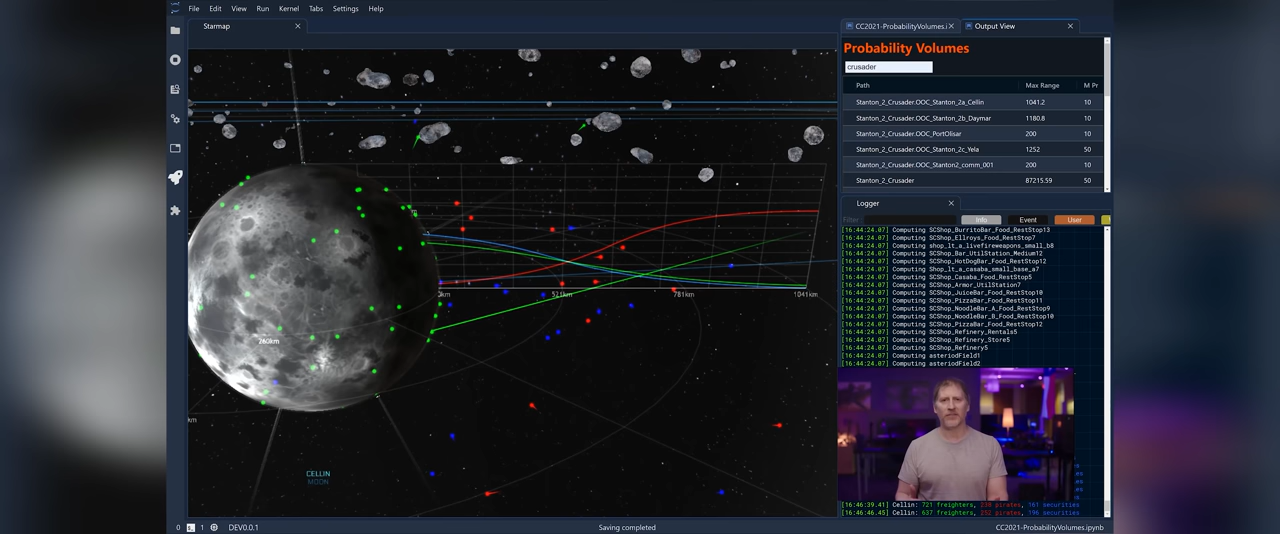 File Edit View Run Kernel Tabs Settings Help
Starmap
CC2021-ProbabilityVolumes.i
Output View
Probability Volumes
crusader
Path Max Range M Pr
Stanton_2_Crusader.OOC_Stanton_2a_Cellin 1041.2 10
Stanton_2_Crusader.OOC_Stanton_2b_Daymar 1180.8 10
Stanton_2_Crusader.OOC_PortOlisar 200 10
Stanton_2_Crusader.OOC_Stanton_2c_Yela 1252 50
Stanton_2_Crusader.OOC_Stanton2_comm_001 200 10
Stanton_2_Crusader 87215.59 50
Logger
Filter Info Event User
[16:44:24.07] Computing SCShop_BurritoBar_Food_RestStop13
[16:44:24.07] Computing SCShop_Ellroys_Food_RestStop7
[16:44:24.07] Computing shop_lt_a_livefireweapons_small_b8
[16:44:24.07] Computing SCShop_Bar_UtilStation_Medium12
[16:44:24.07] Computing SCShop_HotDogBar_Food_RestStop12
[16:44:24.07] Computing Shop_lt_a_casaba_small_base_a7
[16:44:24.07] Computing SCShop_Casaba_Food_RestStop5
[16:44:24.07] Computing SCShop_Armor_UtilStation7
[16:44:24.07] Computing SCShop_JuiceBar_Food_RestStop10
[16:44:24.07] Computing SCShop_PizzaBar_Food_RestStop11
[16:44:24.07] Computing SCShop_NoodleBar_A_Food_RestStop9
[16:44:24.07] Computing SCShop_NoodleBar_B_Food_RestStop10
[16:44:24.07] Computing SCShop_PizzaBar_Food_RestStop12
[16:44:24.07] Computing SCShop_Refinery_Rentals5
[16:44:24.07] Computing SCShop_Refinery_Store5
[16:44:24.07] Computing SCShop_Refinery5
[16:44:24.07] Computing asteriodField1
[16:44:24.07] Computing asteriodField2
[16:46:39.41] Cellin: 721 freighters, pirates, 161 securities
[16:46:46.45] Cellin: 637 freighters, 252 pirates, 196 securities
521km 781km 1041km
260km
km
CELLIN
MOON
0 1 DEV0.0.1 Saving completed CC2021-ProbabilityVolumes.ipynb